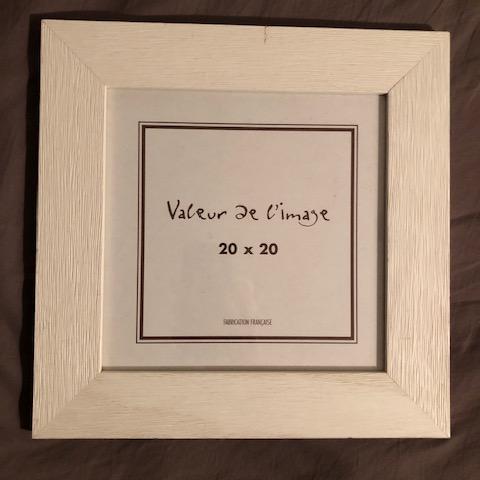 Valeur de l'image
20 x 20
FABRICATION FRANÇAISE